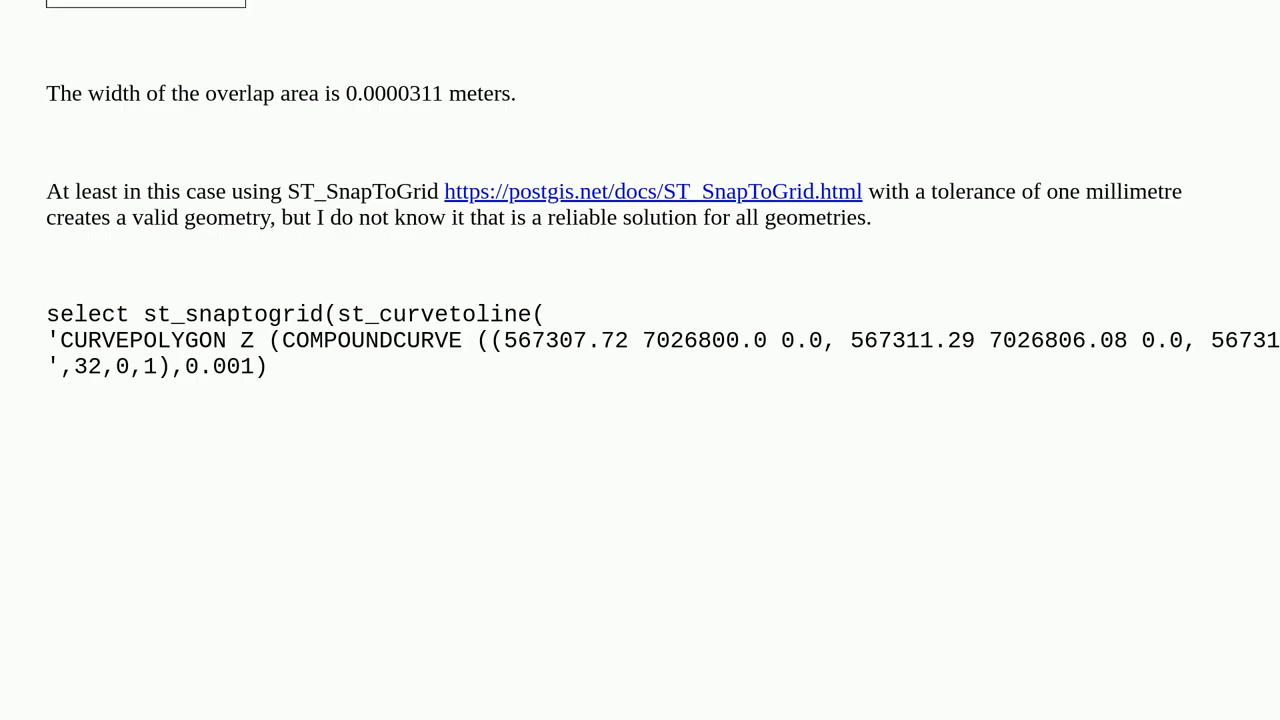 The width of the overlap area is 0.0000311 meters.
At least in this case using ST_SnapToGrid https://postgis.net/docs/ST_SnapToGrid.html with a tolerance of one millimetre
creates a valid geometry, but I do not know it that is a reliable solution for all geometries.
select st_snaptogrid(st_curvetoline(
'CURVEPOLYGON Z (COMPOUNDCURVE ((567307.72 7026800.0 0.0, 567311.29 7026806.08 0.0, 56731
',32,0,1),0.001)